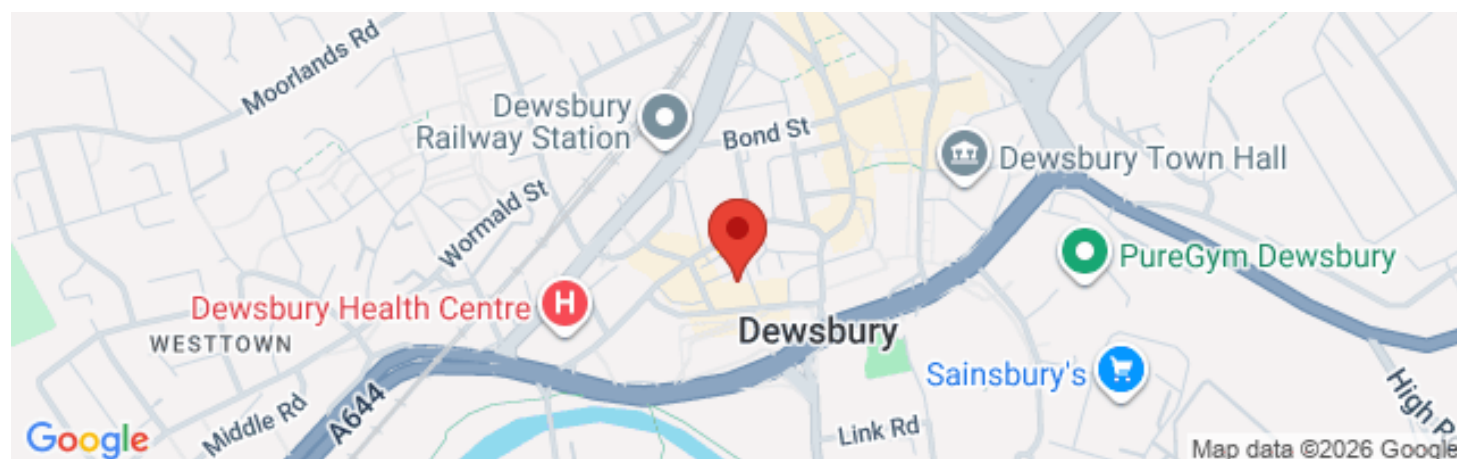 Moorlands Rd
Dewsbury
Railway Station
Bond St
Dewsbury Town Hall
Wormald St
PureGym Dewsbury
Dewsbury Health Centre
H
WESTTOWN
Dewsbury
Sainsbury's
A644
Middle Rd
Link Rd
High
Google
Map data ©2026 Google